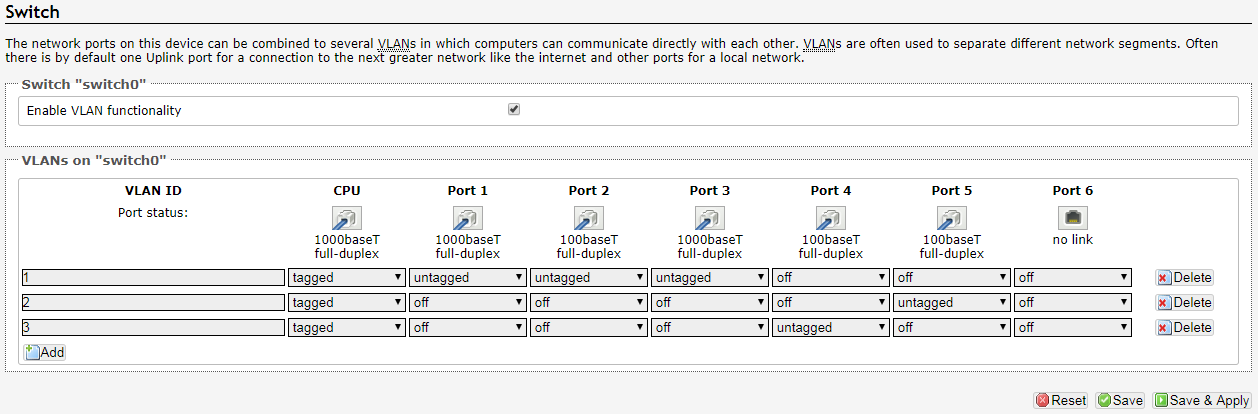 Switch
The network ports on this device can be combined to several VLANs in which computers can communicate directly with each other. VLANs are often used to separate different network segments. Often
there is by default one Uplink port for a connection to the next greater network like the internet and other ports for a local network.
Switch "switch0"
Enable VLAN functionality
VLANs on "switch0"
VLAN ID CPU Port 1 Port 2 Port 3 Port 4 Port 5 Port 6
Port status:
1000baseT 1000baseT 100baseT 1000baseT 100baseT 100baseT no link
full-duplex full-duplex full-duplex full-duplex full-duplex full-duplex
1 tagged untagged untagged untagged off off off Delete
2 tagged off off off off untagged off Delete
3 tagged off off off untagged off off Delete
Add
Reset Save Save & Apply